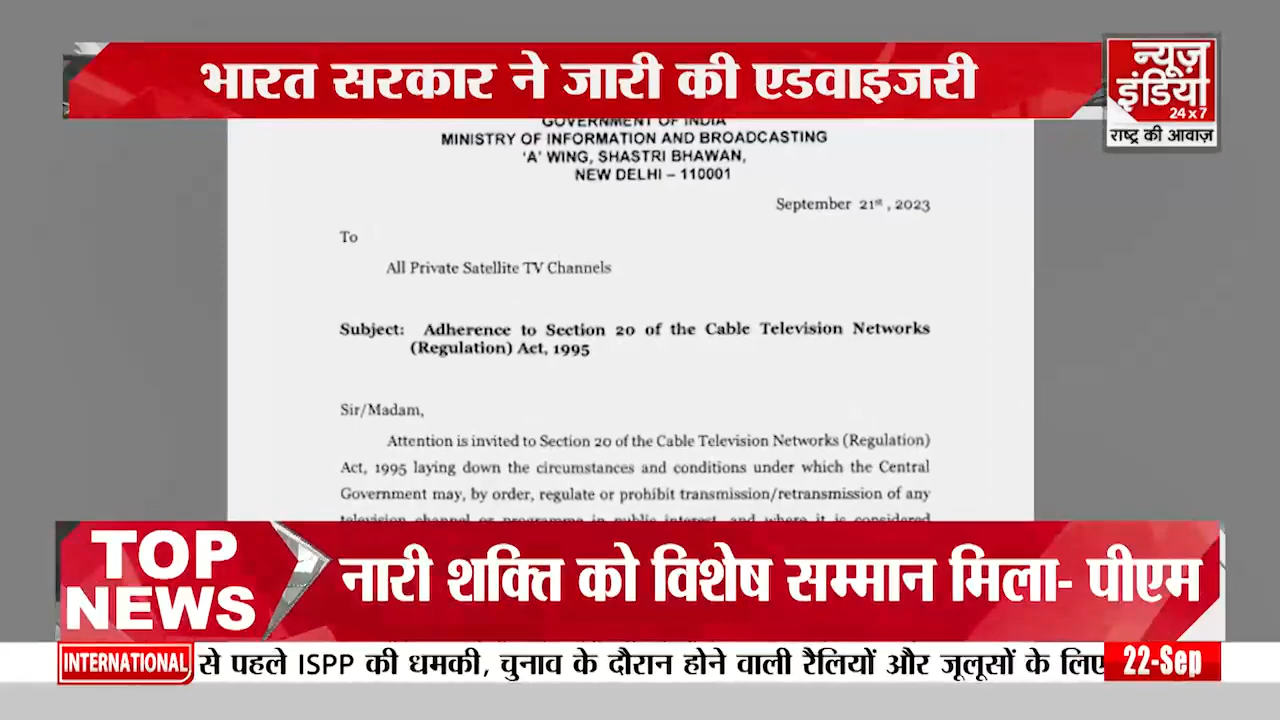 भारत सरकार ने जारी की एडवाइजरी
न्यूज़
इंडिया
24x7
राष्ट्र की आवाज़
GOVERNMENT OF INDIA
MINISTRY OF INFORMATION AND BROADCASTING
'A' WING, SHASTRI BHAWAN,
NEW DELHI – 110001
September 21st , 2023
To
All Private Satellite TV Channels
Subject: Adherence to Section 20 of the Cable Television Networks
(Regulation) Act, 1995
Sir/Madam,
Attention is invited to Section 20 of the Cable Television Networks (Regulation)
Act, 1995 laying down the circumstances and conditions under which the Central
Government may, by order, regulate or prohibit transmission/retransmission of any
television channel or programme in public interest, and where it is considered
TOP
NEWS
नारी शक्ति को विशेष सम्मान मिला- पीएम
INTERNATIONAL
से पहले ISPP की धमकी, चुनाव के दौरान होने वाली रैलियों और जूलूसों के लिए
22-Sep